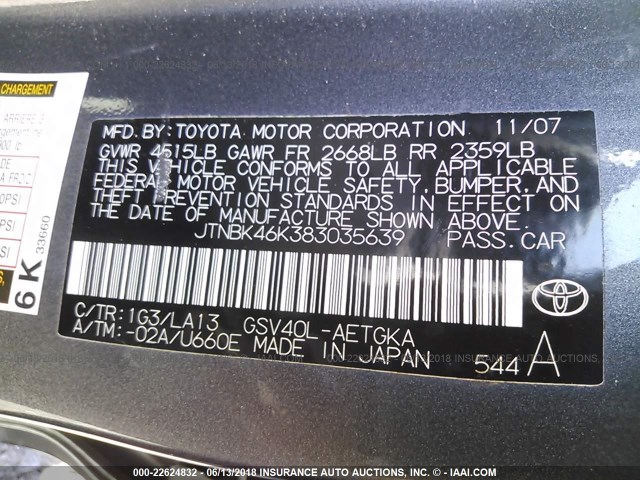 CHARGEMENT
33660
6K
MFD. BY: TOYOTA MOTOR CORPORATION 11/07
GVWR 4515LB GAWR FR 2668LB RR 2359LB
THIS VEHICLE CONFORMS TO ALL APPLICABLE
FEDERAL MOTOR VEHICLE SAFETY, BUMPER, AND
THEFT PREVENTION STANDARDS IN EFFECT ON
THE DATE OF MANUFACTURE SHOWN ABOVE.
JTNBK46K383035639 PASS. CAR
C/TR: 1G3/LA13 GSV40L-AETGKA
A/TM: -02A/U660E MADE IN JAPAN 544 A
000-22624832 - 06/13/2018 - INSURANCE AUTO AUCTIONS, INC. - IAAI.COM